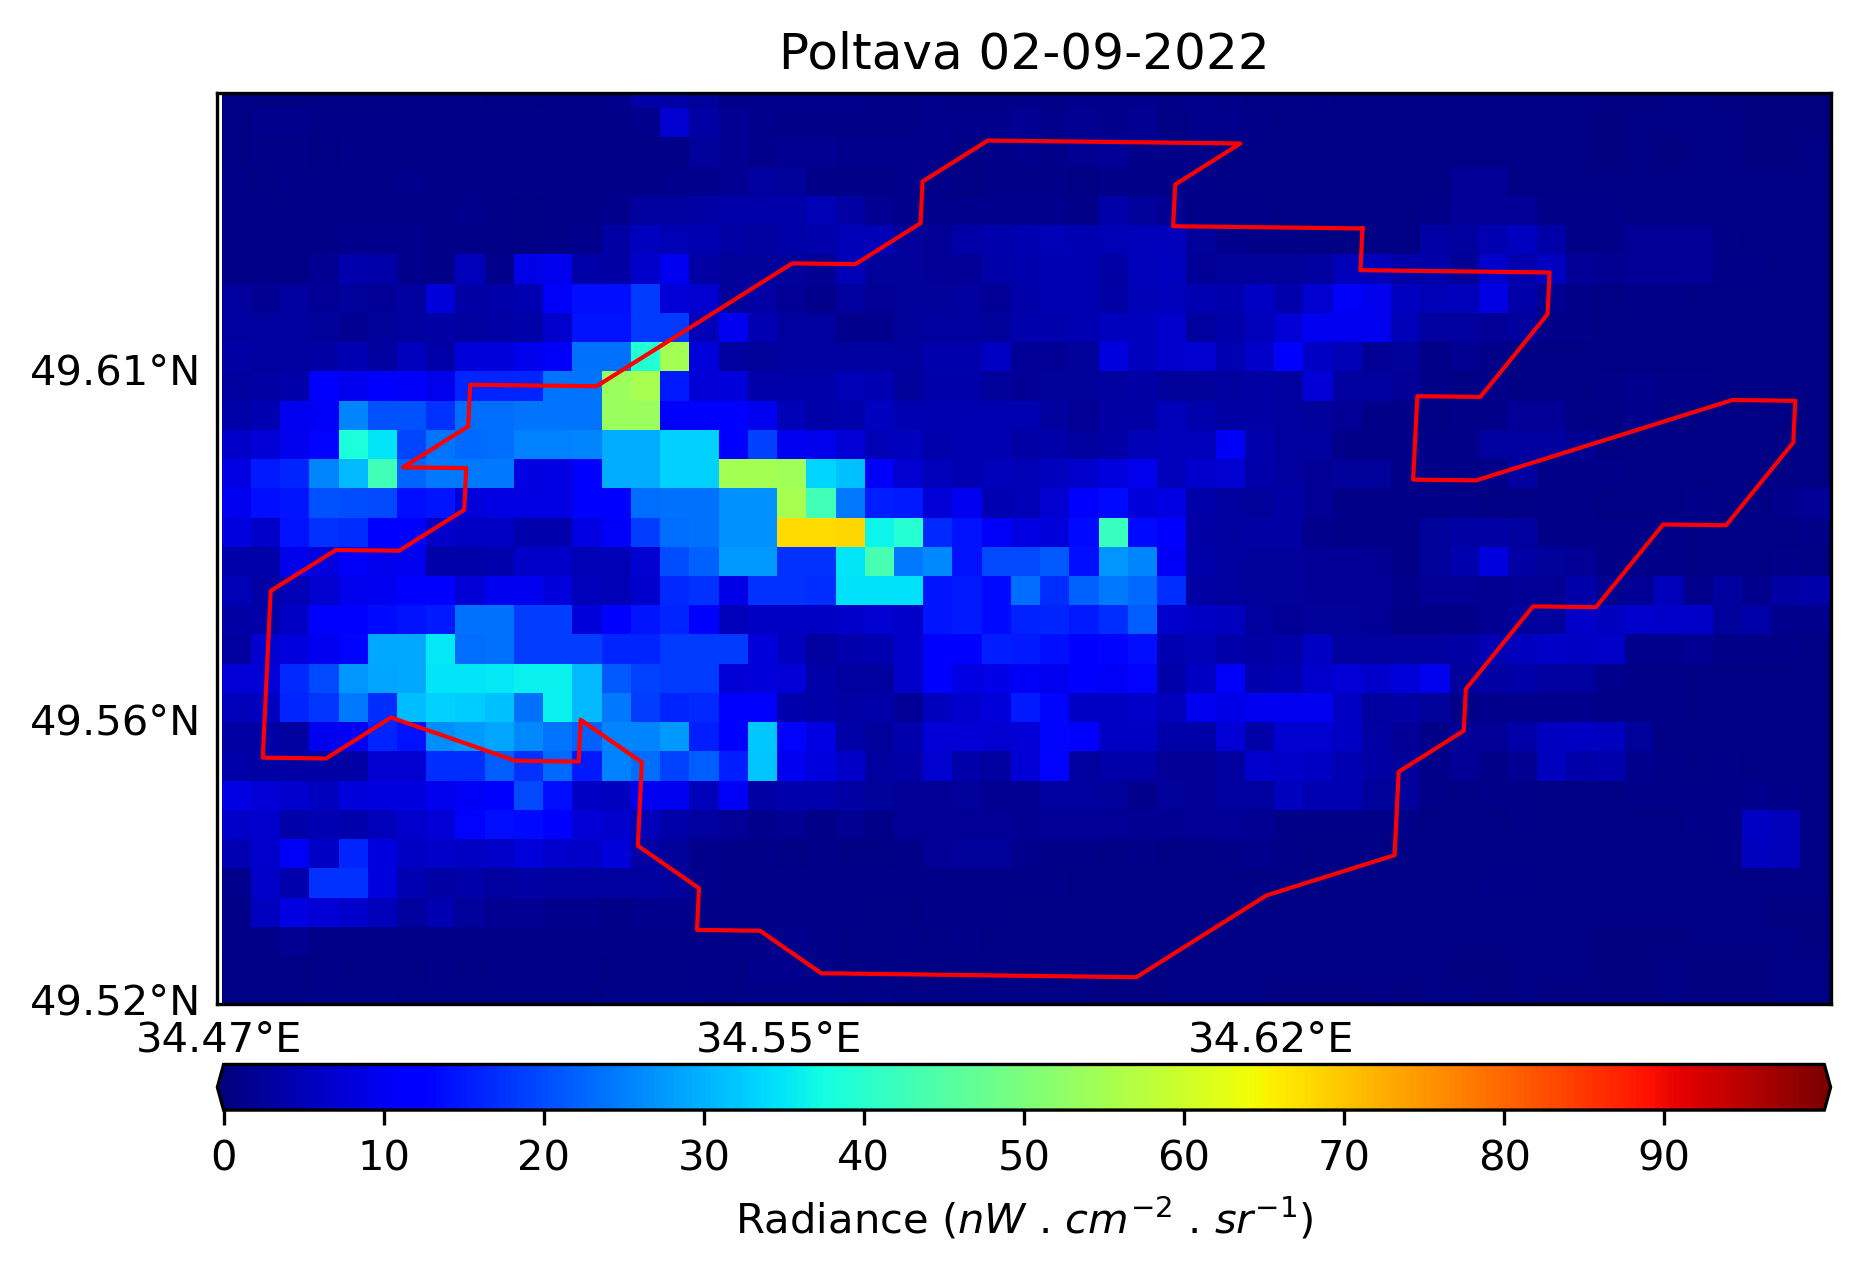 Poltava 02-09-2022
49.61°N
49.56°N
49.52°N
34.47°E 34.55°E 34.62°E
0 10 20 30 40 50 60 70 80 90
Radiance (nW . cm⁻² . sr⁻¹)